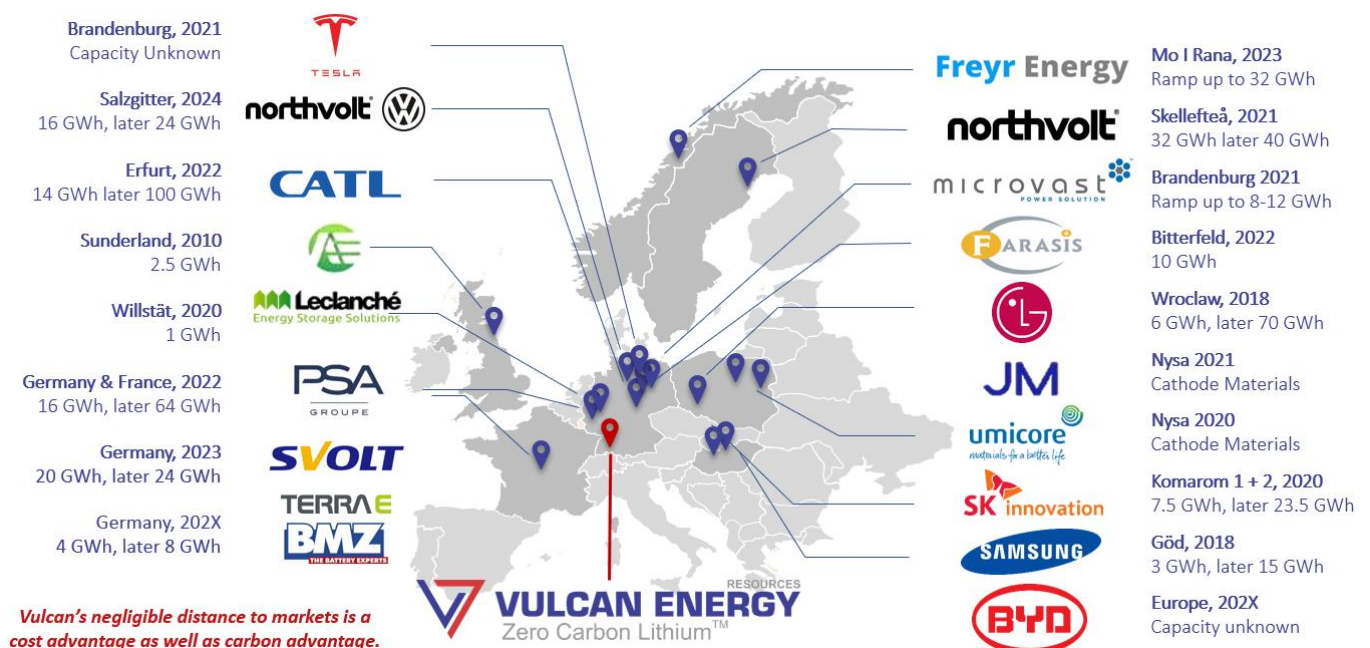 Brandenburg, 2021
Capacity Unknown
TESLA
Salzgitter, 2024
16 GWh, later 24 GWh
northvolt
Erfurt, 2022
14 GWh later 100 GWh
CATL
Sunderland, 2010
2.5 GWh
Willstät, 2020
1 GWh
Leclanché
Energy Storage Solutions
Germany & France, 2022
16 GWh, later 64 GWh
PSA
GROUPE
Germany, 2023
20 GWh, later 24 GWh
SVOLT
Germany, 202X
4 GWh, later 8 GWh
TERRA E
BMZ
THE BATTERY EXPERTS
Vulcan's negligible distance to markets is a
cost advantage as well as carbon advantage.
RESOURCES
VULCAN ENERGY
Zero Carbon Lithium™
Freyr Energy
Mo I Rana, 2023
Ramp up to 32 GWh
northvolt
Skellefteå, 2021
32 GWh later 40 GWh
microvast
POWER SOLUTION
Brandenburg 2021
Ramp up to 8-12 GWh
FARASIS
Bitterfeld, 2022
10 GWh
LG
Wroclaw, 2018
6 GWh, later 70 GWh
JM
Nysa 2021
Cathode Materials
umicore
materials for a better life
Nysa 2020
Cathode Materials
SK innovation
Komarom 1 + 2, 2020
7.5 GWh, later 23.5 GWh
SAMSUNG
Göd, 2018
3 GWh, later 15 GWh
BYD
Europe, 202X
Capacity unknown